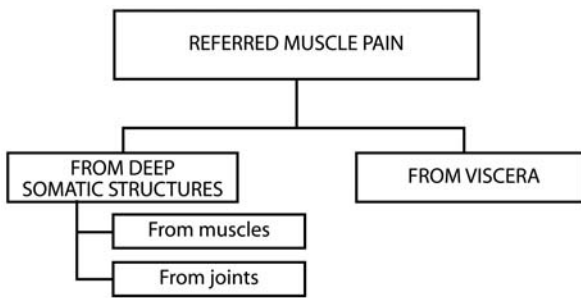 REFERRED MUSCLE PAIN
FROM DEEP
SOMATIC STRUCTURES
FROM VISCERA
From muscles
From joints